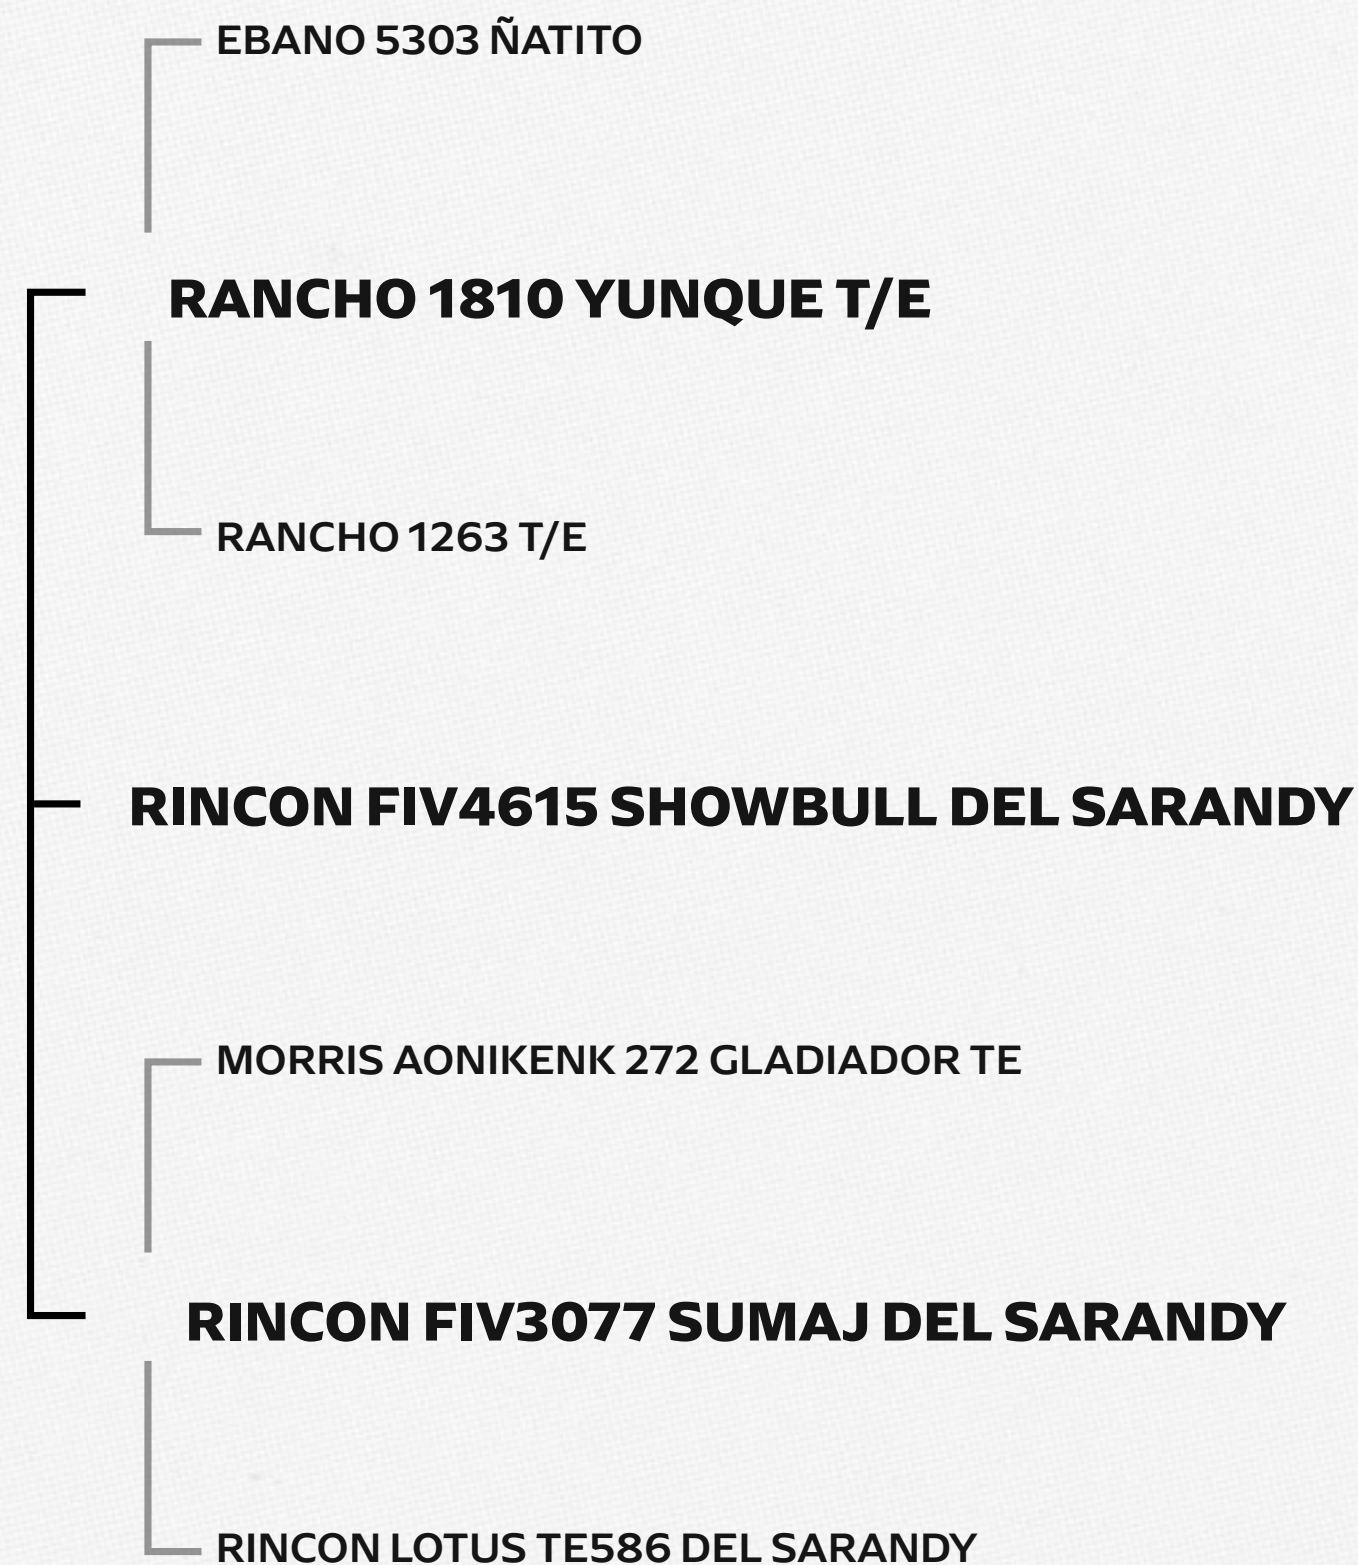 EBANO 5303 ÑATITO
RANCHO 1810 YUNQUE T/E
RANCHO 1263 T/E
RINCON FIV4615 SHOWBULL DEL SARANDY
MORRIS AONIKENK 272 GLADIADOR TE
RINCON FIV3077 SUMAJ DEL SARANDY
RINCON LOTUS TE586 DEL SARANDY